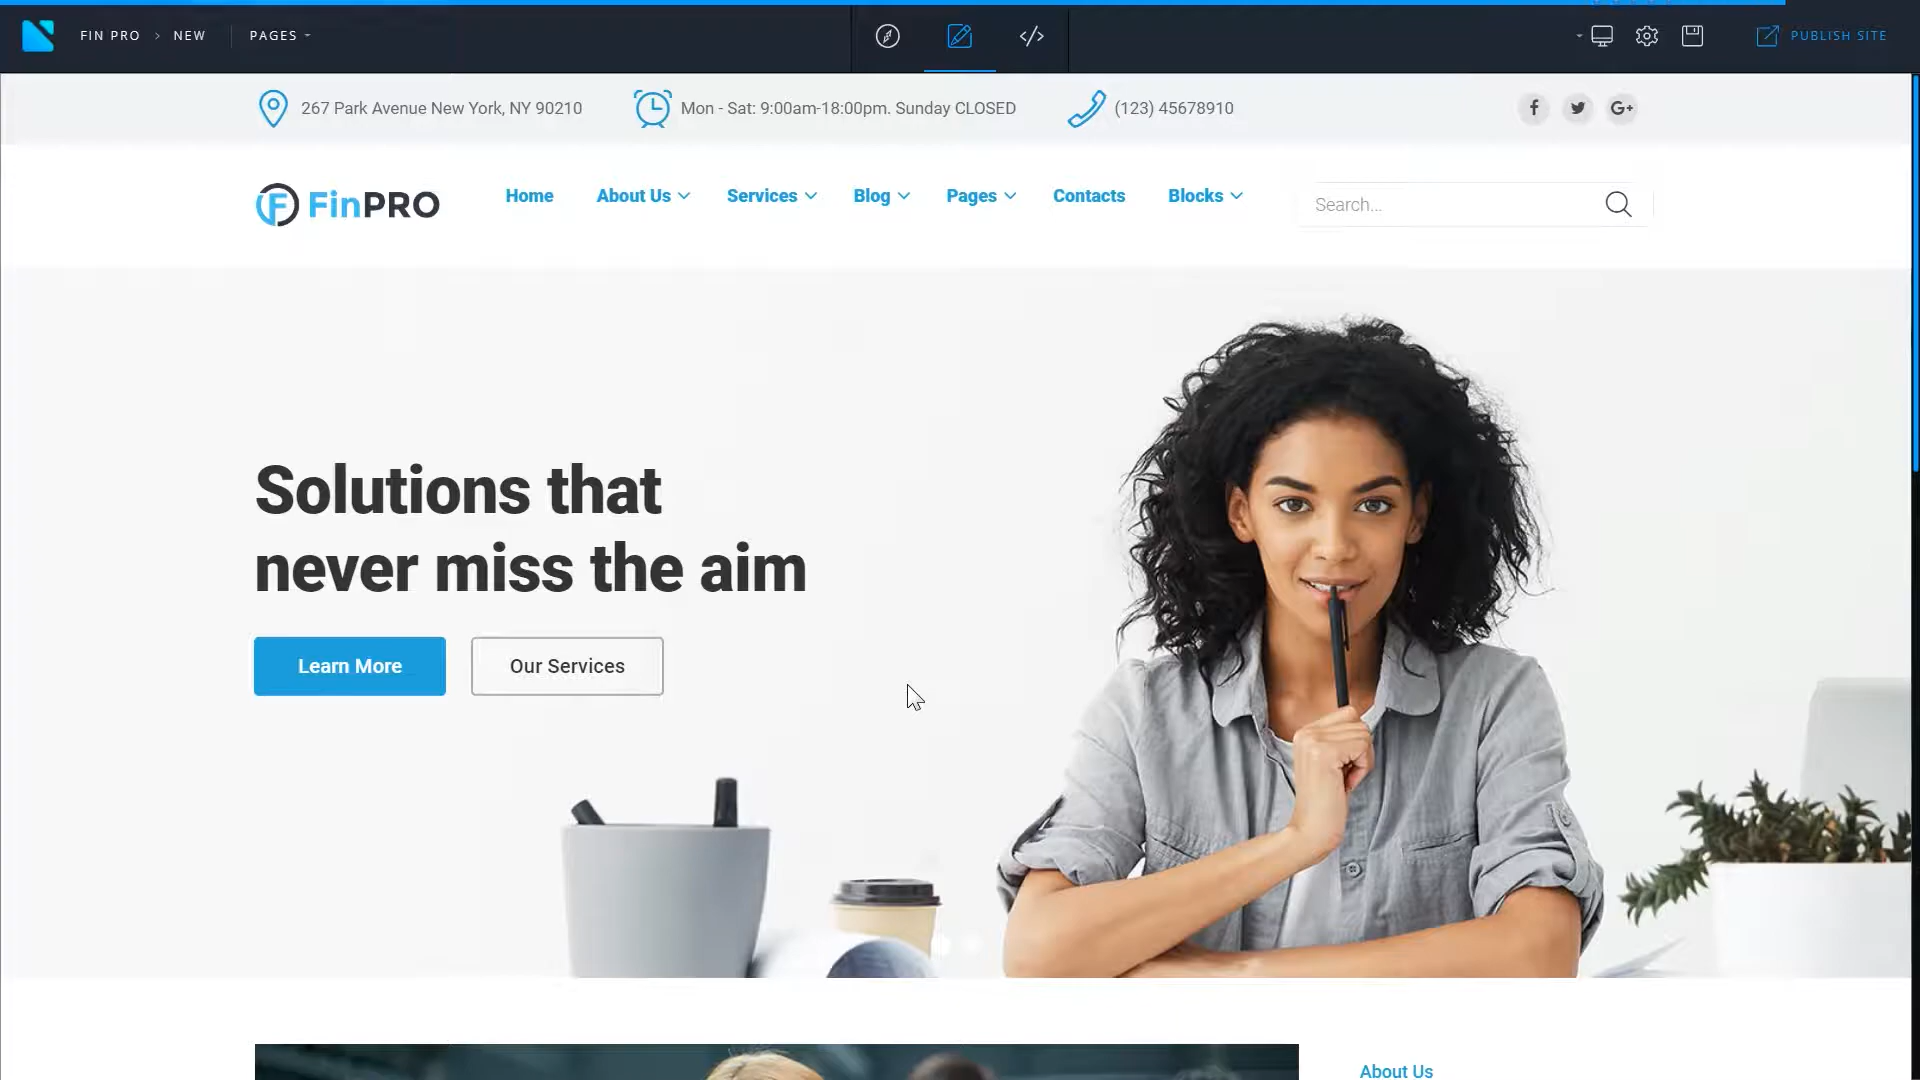 FIN PRO > NEW PAGES
</> PUBLISH SITE
267 Park Avenue New York, NY 90210 Mon - Sat: 9:00am-18:00pm. Sunday CLOSED (123) 45678910 f G+
F FinPRO Home About Us Services Blog Pages Contacts Blocks Search...
Solutions that
never miss the aim
Learn More Our Services
About Us